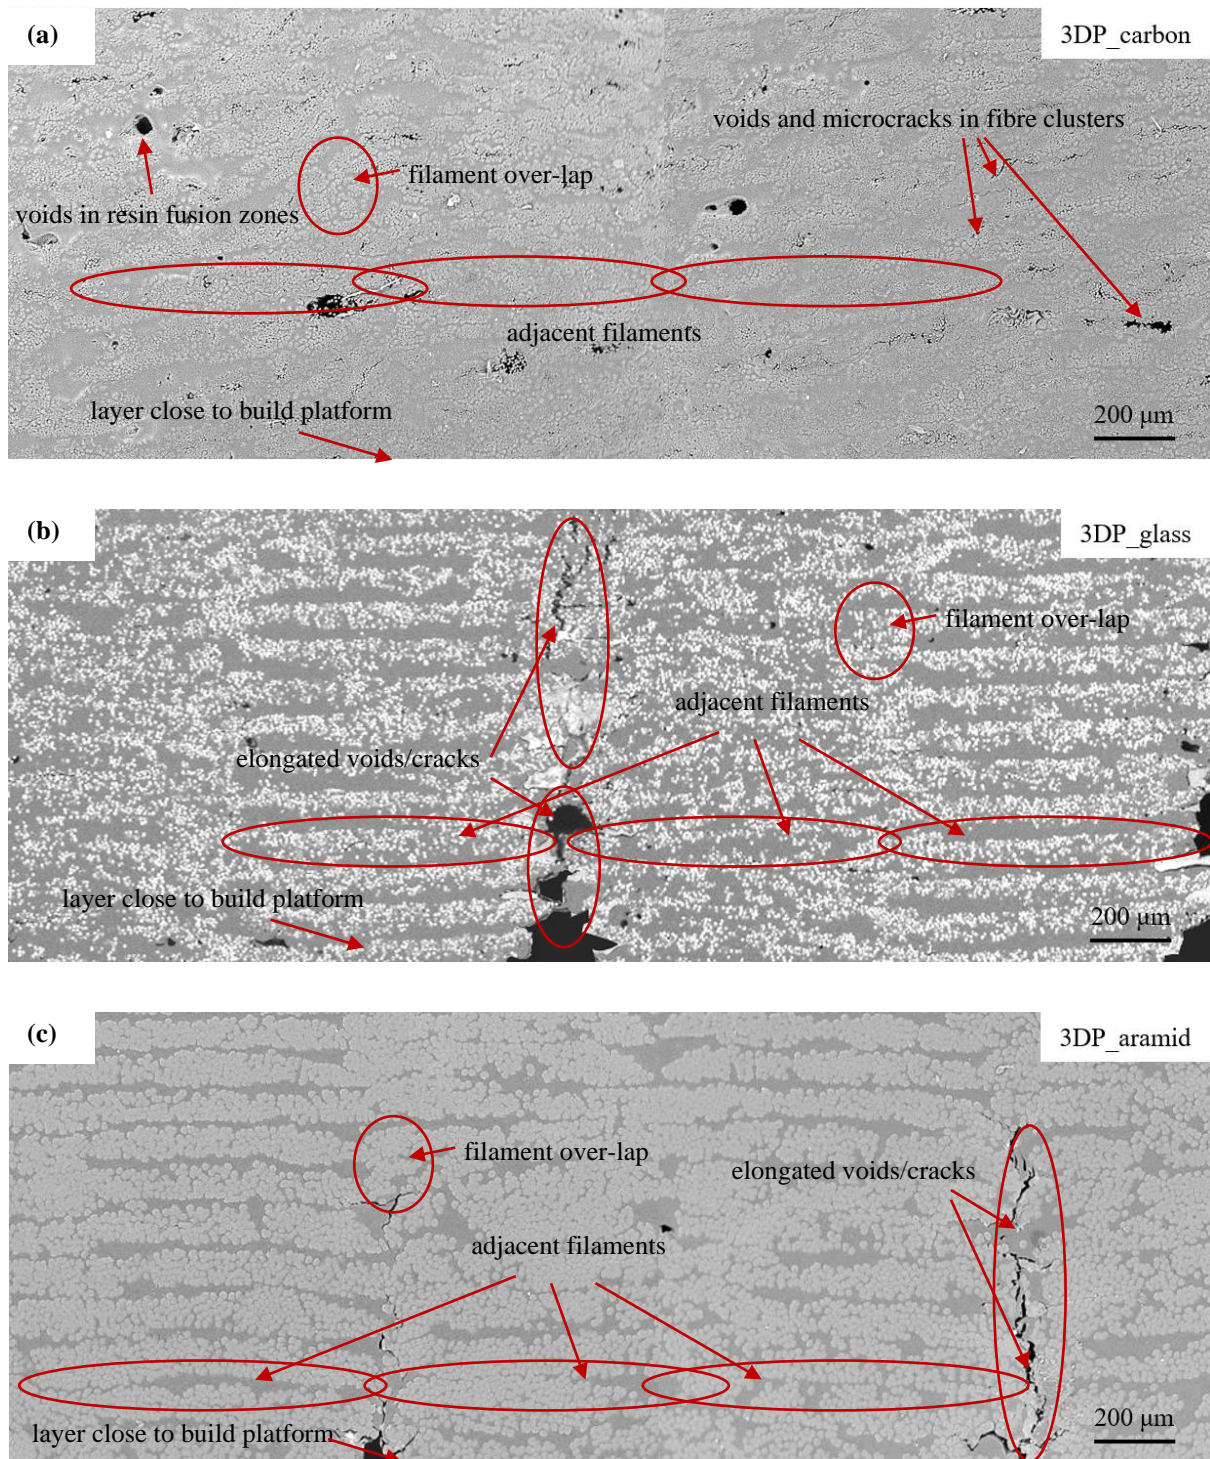 (a)
3DP_carbon
voids and microcracks in fibre clusters
filament over-lap
voids in resin fusion zones
adjacent filaments
layer close to build platform
200 μm
(b)
3DP_glass
filament over-lap
adjacent filaments
elongated voids/cracks
layer close to build platform
200 μm
(c)
3DP_aramid
filament over-lap
elongated voids/cracks
adjacent filaments
layer close to build platform
200 μm